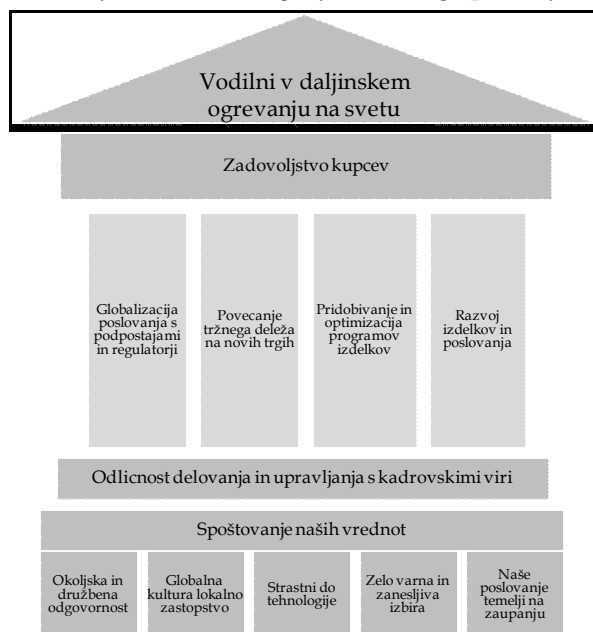 Vodilni v daljinskem
ogrevanju na svetu
Zadovoljstvo kupcev
Globalizacija
poslovanja s
podpostajami
in regulatorji
Povecanje
tržnega deleža
na novih trgih
Pridobivanje in
optimizacija
programov
izdelkov
Razvoj
izdelkov in
poslovanja
Odlicnost delovanja in upravljanja s kadrovskimi viri
Spoštovanje naših vrednot
Okoljska in
družbena
odgovornost
Globalna
kultura lokalno
zastopstvo
Strastni do
tehnologije
Zelo varna in
zanesljiva
izbira
Naše
poslovanje
temelji na
zaupanju